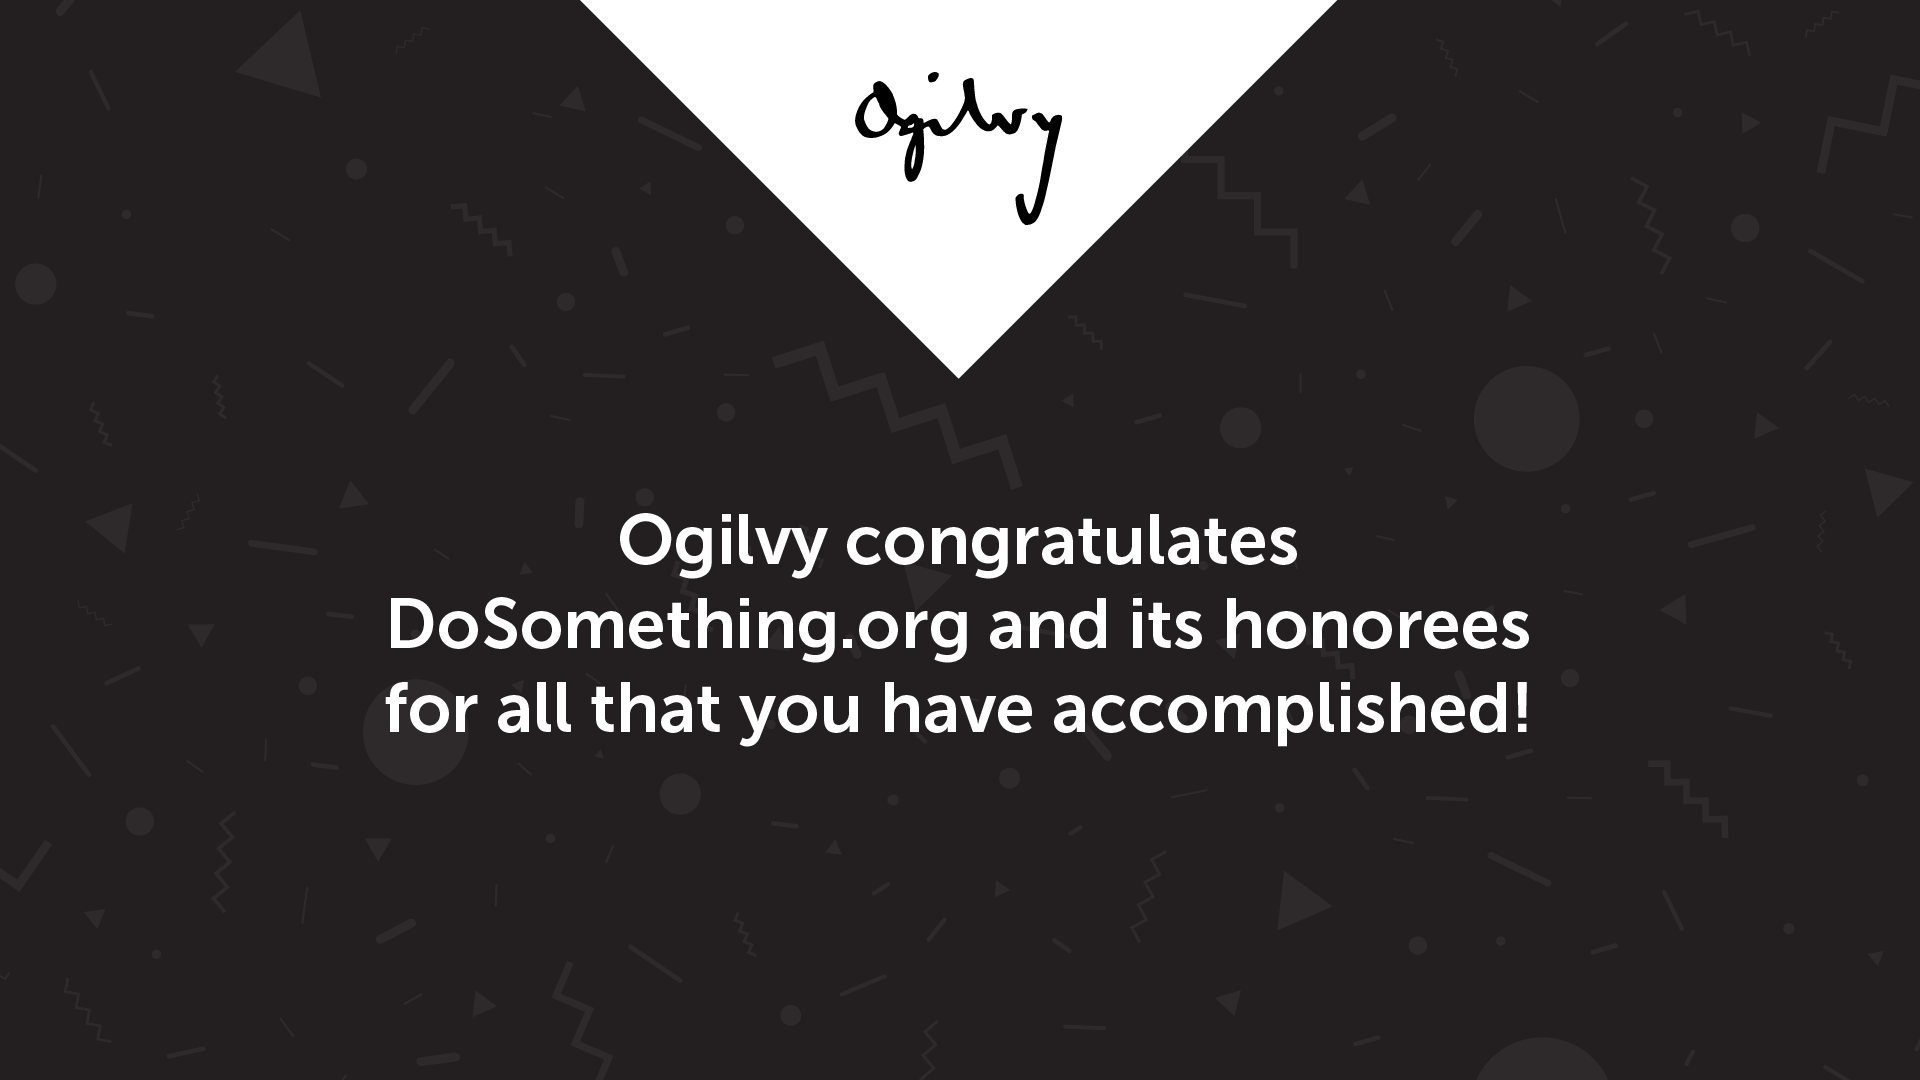 Ogilvy
Ogilvy congratulates
DoSomething.org and its honorees
for all that you have accomplished!